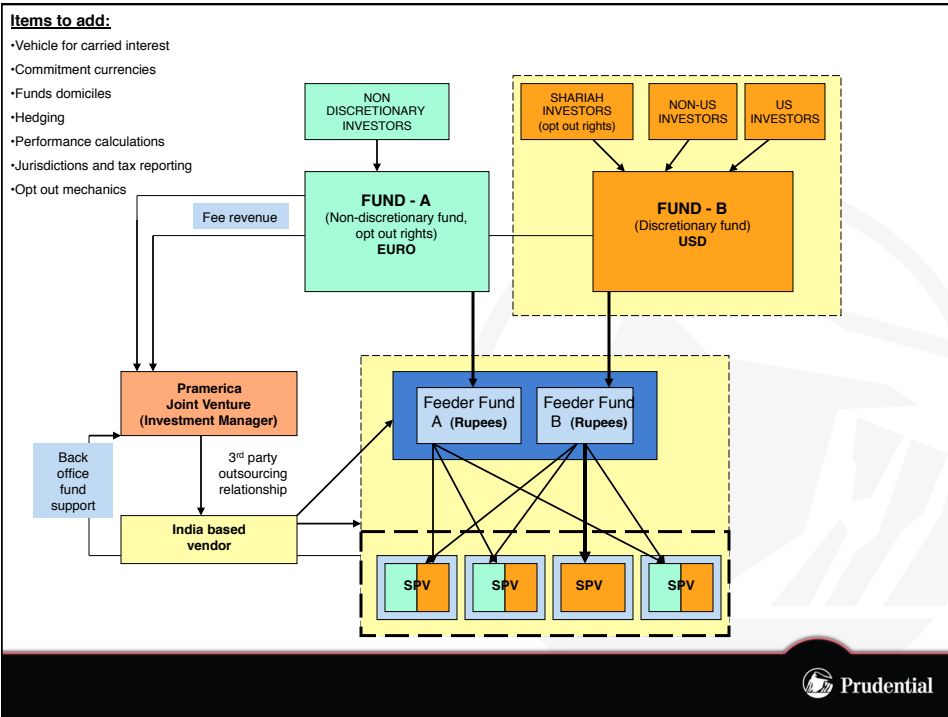 Items to add:
•Vehicle for carried interest
•Commitment currencies
•Funds domiciles
•Hedging
•Performance calculations
•Jurisdictions and tax reporting
•Opt out mechanics
NON
DISCRETIONARY
INVESTORS
SHARIAH
INVESTORS
(opt out rights)
NON-US
INVESTORS
US
INVESTORS
FUND - A
(Non-discretionary fund,
opt out rights)
EURO
FUND - B
(Discretionary fund)
USD
Fee revenue
Pramerica
Joint Venture
(Investment Manager)
Feeder Fund
A (Rupees)
Feeder Fund
B (Rupees)
Back
office
fund
support
3rd party
outsourcing
relationship
India based
vendor
SPV
SPV
SPV
SPV
Prudential